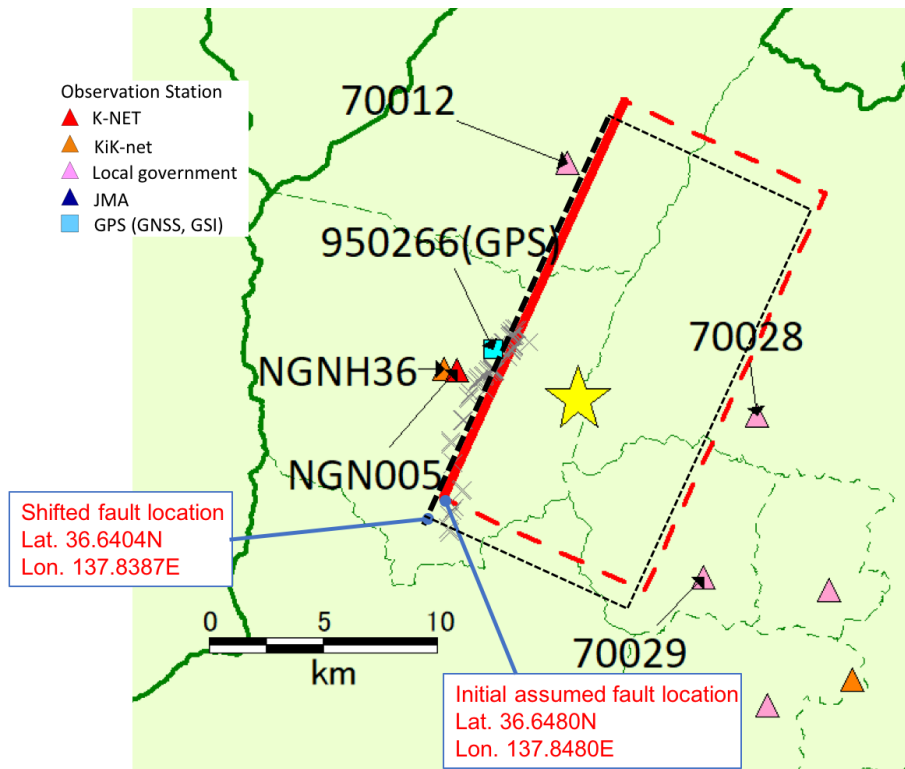 Observation Station
K-NET
KiK-net
Local government
JMA
GPS (GNSS, GSI)
70012
950266(GPS)
70028
NGNH36
NGN005
Shifted fault location
Lat. 36.6404N
Lon. 137.8387E
0 5 10
km
70029
Initial assumed fault location
Lat. 36.6480N
Lon. 137.8480E